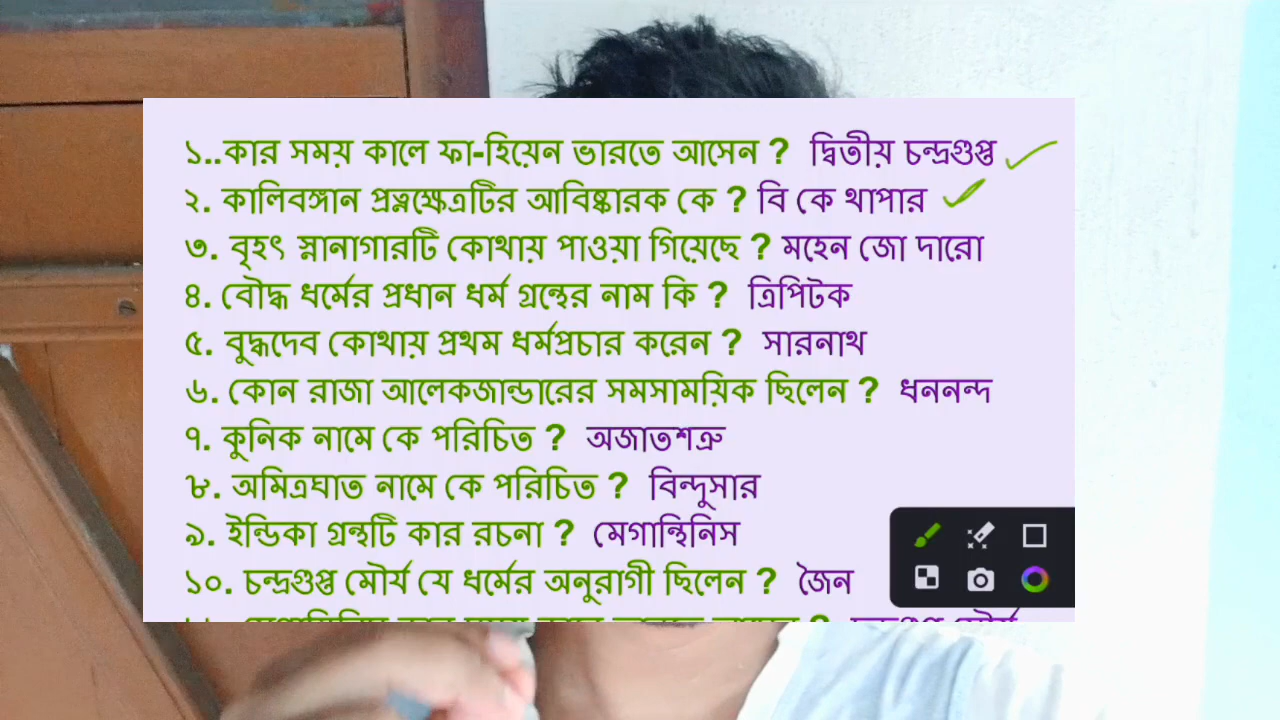 ১..কার সময় কালে ফা-হিয়েন ভারতে আসেন ? দ্বিতীয় চন্দ্রগুপ্ত
২. কালিবঙ্গান প্রত্নক্ষেত্রটির আবিষ্কারক কে ? বি কে থাপার
৩. বৃহৎ স্নানাগারটি কোথায় পাওয়া গিয়েছে ? মহেন জো দারো
৪. বৌদ্ধ ধর্মের প্রধান ধর্ম গ্রন্থের নাম কি ? ত্রিপিটক
৫. বুদ্ধদেব কোথায় প্রথম ধর্মপ্রচার করেন ? সারনাথ
৬. কোন রাজা আলেকজান্ডারের সমসাময়িক ছিলেন ? ধননন্দ
৭. কুনিক নামে কে পরিচিত ? অজাতশত্রু
৮. অমিত্রঘাত নামে কে পরিচিত ? বিন্দুসার
৯. ইন্ডিকা গ্রন্থটি কার রচনা ? মেগাস্থিনিস
১০. চন্দ্রগুপ্ত মৌর্য যে ধর্মের অনুরাগী ছিলেন ? জৈন